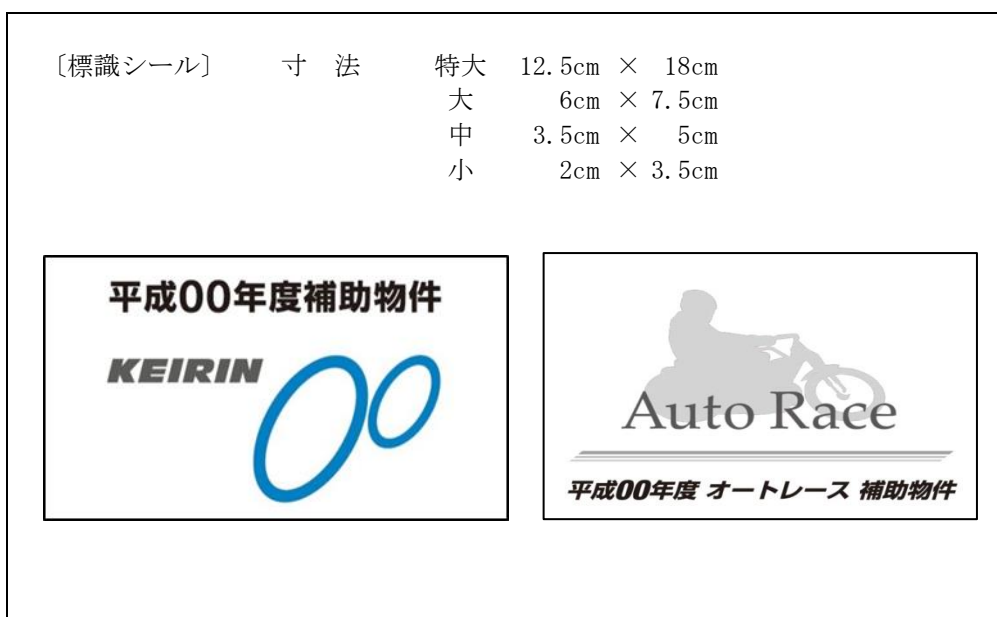 〔標識シール〕 寸 法 特大 12.5cm × 18cm
大 6cm × 7.5cm
中 3.5cm × 5cm
小 2cm × 3.5cm
平成00年度補助物件
KEIRIN
Auto Race
平成00年度 オートレース 補助物件